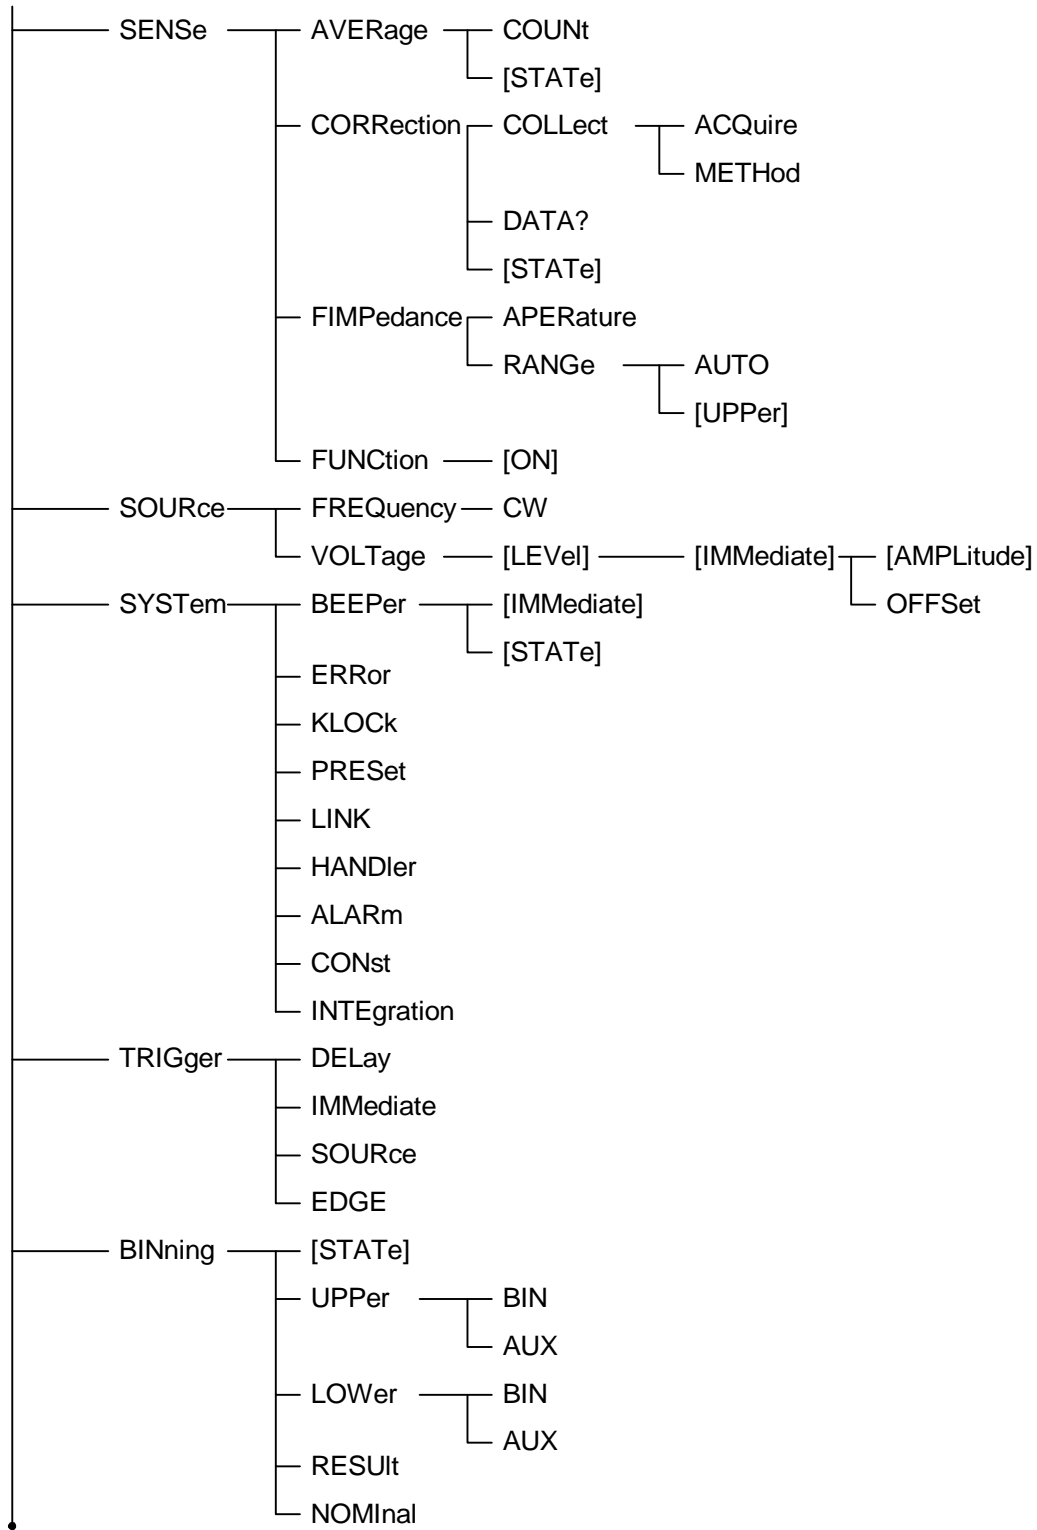 SENSe AVERage COUNt
[STATe]
CORRection COLLect ACQuire
METHod
DATA?
[STATe]
FIMPedance APERature
RANGe AUTO
[UPPer]
FUNCtion [ON]
SOURce FREQuency CW
VOLTage [LEVel] [IMMediate] [AMPLitude]
SYSTem BEEPer [IMMediate] OFFSet
[STATe]
ERRor
KLOCk
PRESet
LINK
HANDler
ALARm
CONst
INTEgration
TRIGger DELay
IMMediate
SOURce
EDGE
BINning [STATe]
UPPer BIN
AUX
LOWer BIN
AUX
RESUlt
NOMInal